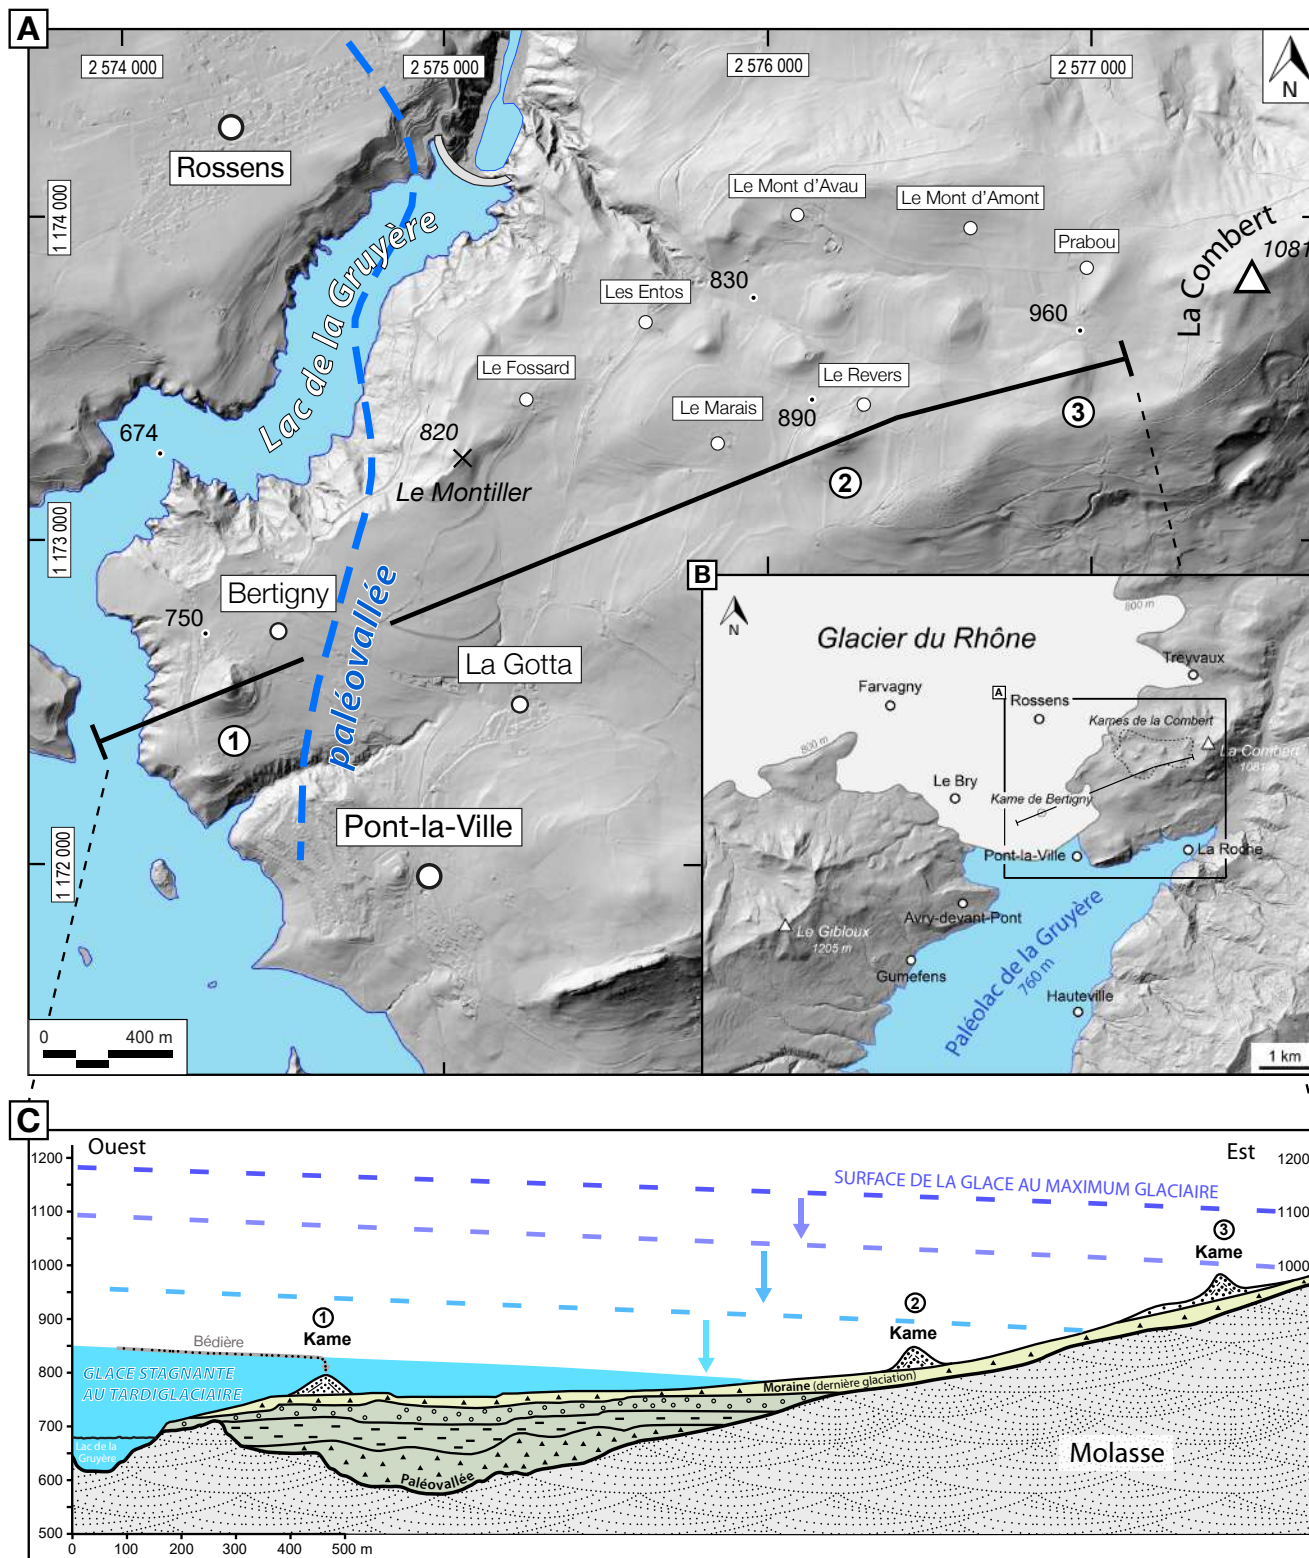 A
2 574 000
2 575 000
2 576 000
2 577 000
N
Rossens
1 174 000
Lac de la Gruyère
Le Mont d'Avau
Le Mont d'Amont
Prabou
La Combert
1081
830
Les Entos
960
Le Fossard
Le Revers
890
Le Marais
3
674
820
Le Montiller
2
1 173 000
Bertigny
750
paléovallée
La Gotta
1
Pont-la-Ville
1 172 000
0 400 m
B
N
800 m
Glacier du Rhône
Treyvaux
Farvagny
A
Rossens
Kames de la Combert
800 m
La Combert
1081 m
Le Bry
Kame de Bertigny
Pont-la-Ville
La Roche
Avry-devant-Pont
Le Gibloux
1205 m
Gumefens
Paléolac de la Gruyère
760 m
Hauteville
1 km
C
Ouest
Est
1200
1100
1000
900
800
700
600
500
1200
1100
1000
SURFACE DE LA GLACE AU MAXIMUM GLACIAIRE
3
Kame
2
Kame
1
Kame
Bédière
GLACE STAGNANTE
AU TARDIGLACIAIRE
Moraine (dernière glaciation)
Lac de la
Gruyère
Paléovallée
Molasse
0 100 200 300 400 500 m